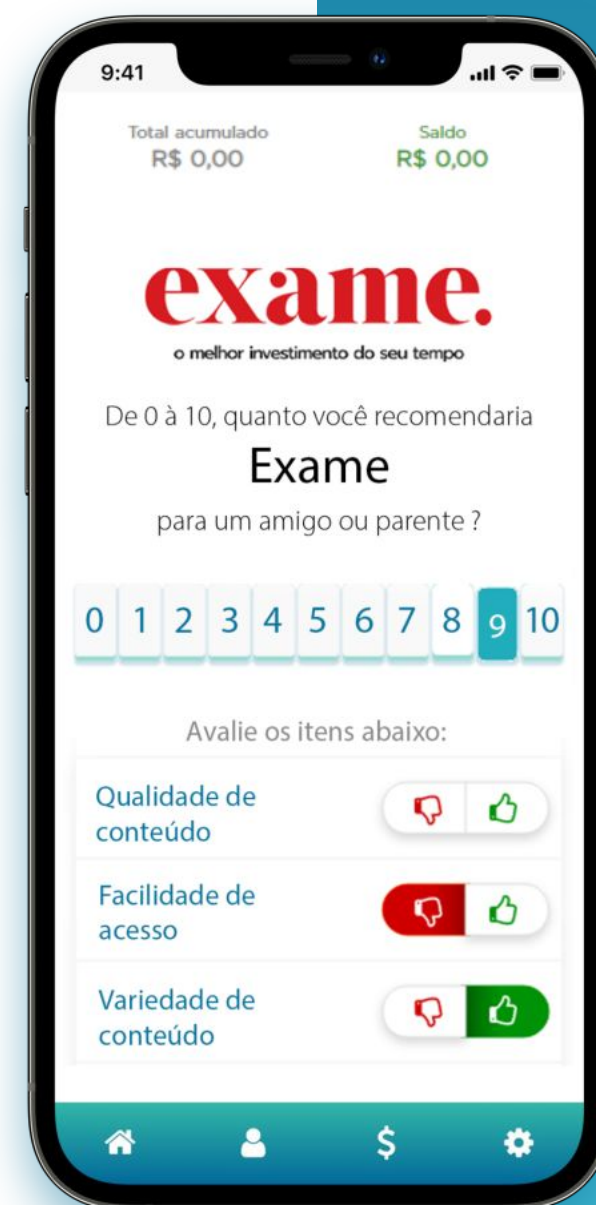 9:41
Total acumulado
R$ 0,00
Saldo
R$ 0,00
exame.
o melhor investimento do seu tempo
De 0 à 10, quanto você recomendaria
Exame
para um amigo ou parente ?
0 1 2 3 4 5 6 7 8 9 10
Avalie os itens abaixo:
Qualidade de
conteúdo
Facilidade de
acesso
Variedade de
conteúdo
$